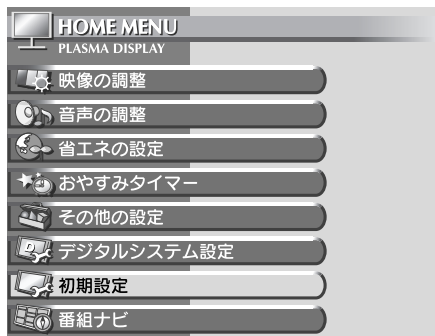 HOME MENU
PLASMA DISPLAY
映像の調整
音声の調整
省エネの設定
おやすみタイマー
その他の設定
デジタルシステム設定
初期設定
番組ナビ